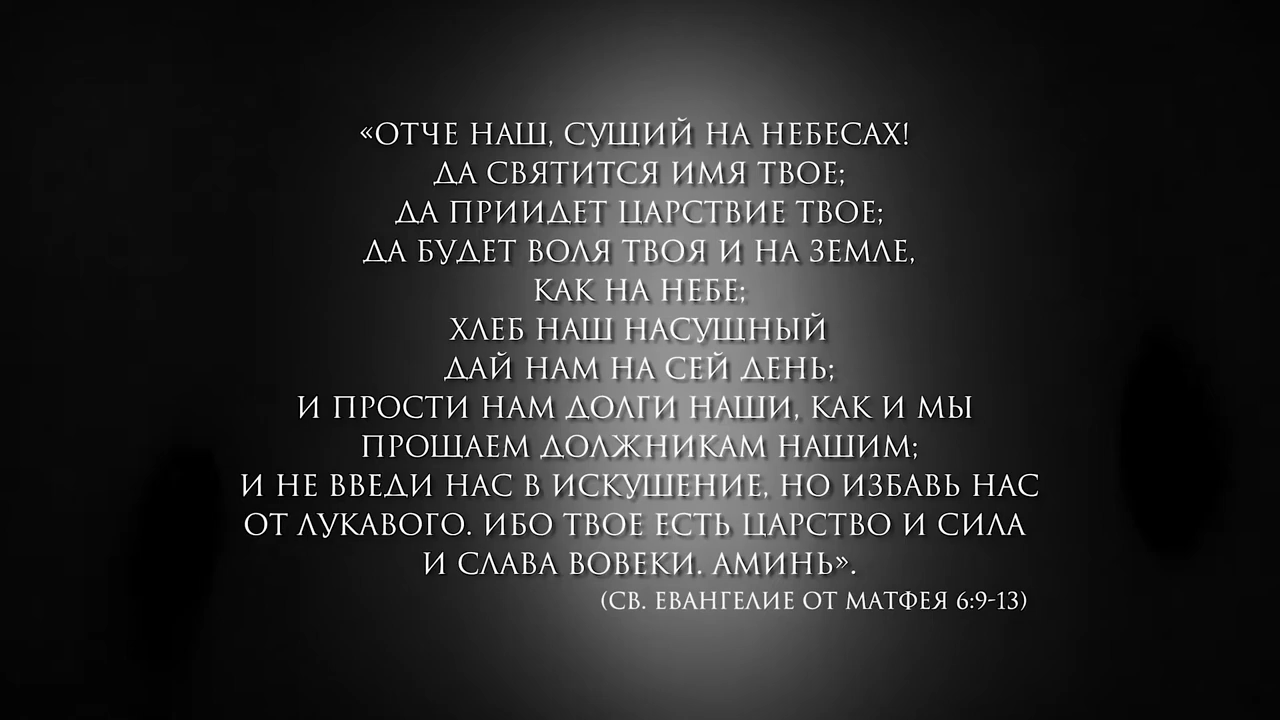 «ОТЧЕ НАШ, СУЩИЙ НА НЕБЕСАХ!
ДА СВЯТИТСЯ ИМЯ ТВОЕ;
ДА ПРИИДЕТ ЦАРСТВИЕ ТВОЕ;
ДА БУДЕТ ВОЛЯ ТВОЯ И НА ЗЕМЛЕ,
КАК НА НЕБЕ;
ХЛЕБ НАШ НАСУЩНЫЙ
ДАЙ НАМ НА СЕЙ ДЕНЬ;
И ПРОСТИ НАМ ДОЛГИ НАШИ, КАК И МЫ
ПРОЩАЕМ ДОЛЖНИКАМ НАШИМ;
И НЕ ВВЕДИ НАС В ИСКУШЕНИЕ, НО ИЗБАВЬ НАС
ОТ ЛУКАВОГО. ИБО ТВОЕ ЕСТЬ ЦАРСТВО И СИЛА
И СЛАВА ВОВЕКИ. АМИНЬ».
(СВ. ЕВАНГЕЛИЕ ОТ МАТФЕЯ 6:9-13)